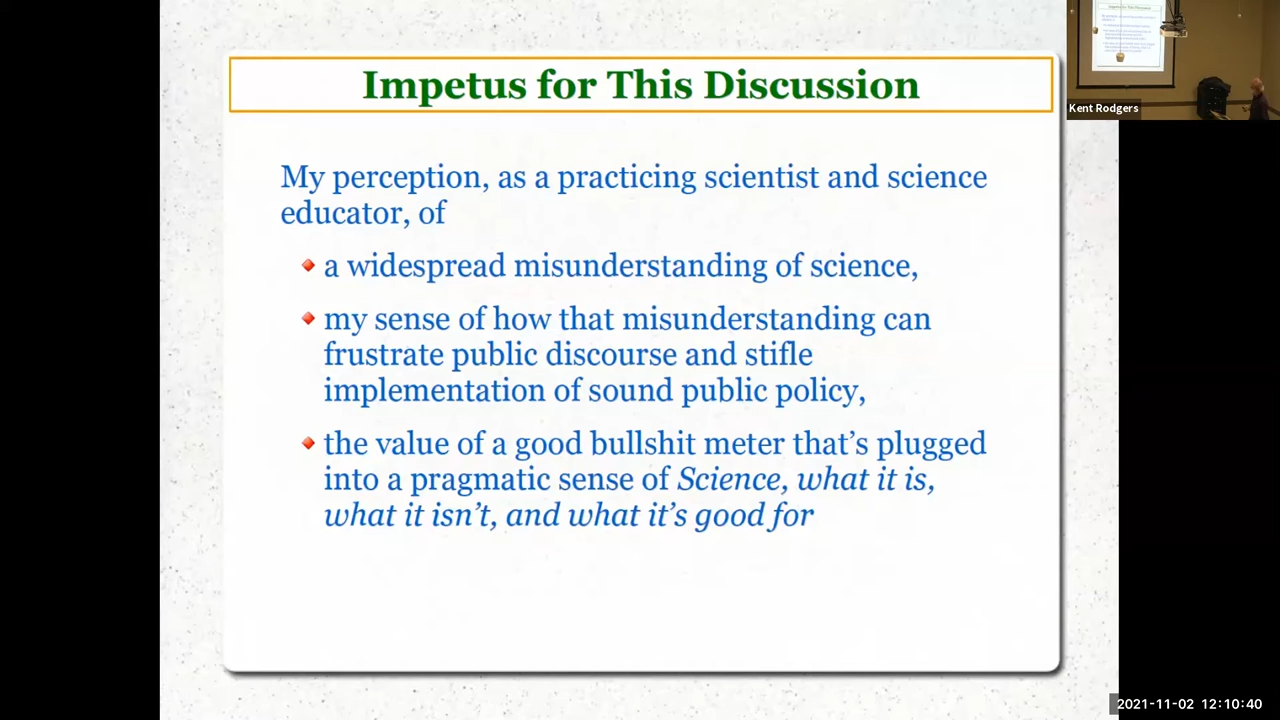 Impetus for This Discussion
My perception, as a practicing scientist and science
educator, of
a widespread misunderstanding of science,
my sense of how that misunderstanding can
frustrate public discourse and stifle
implementation of sound public policy,
the value of a good bullshit meter that's plugged
into a pragmatic sense of Science, what it is,
what it isn't, and what it's good for
Kent Rodgers
2021-11-02 12:10:40